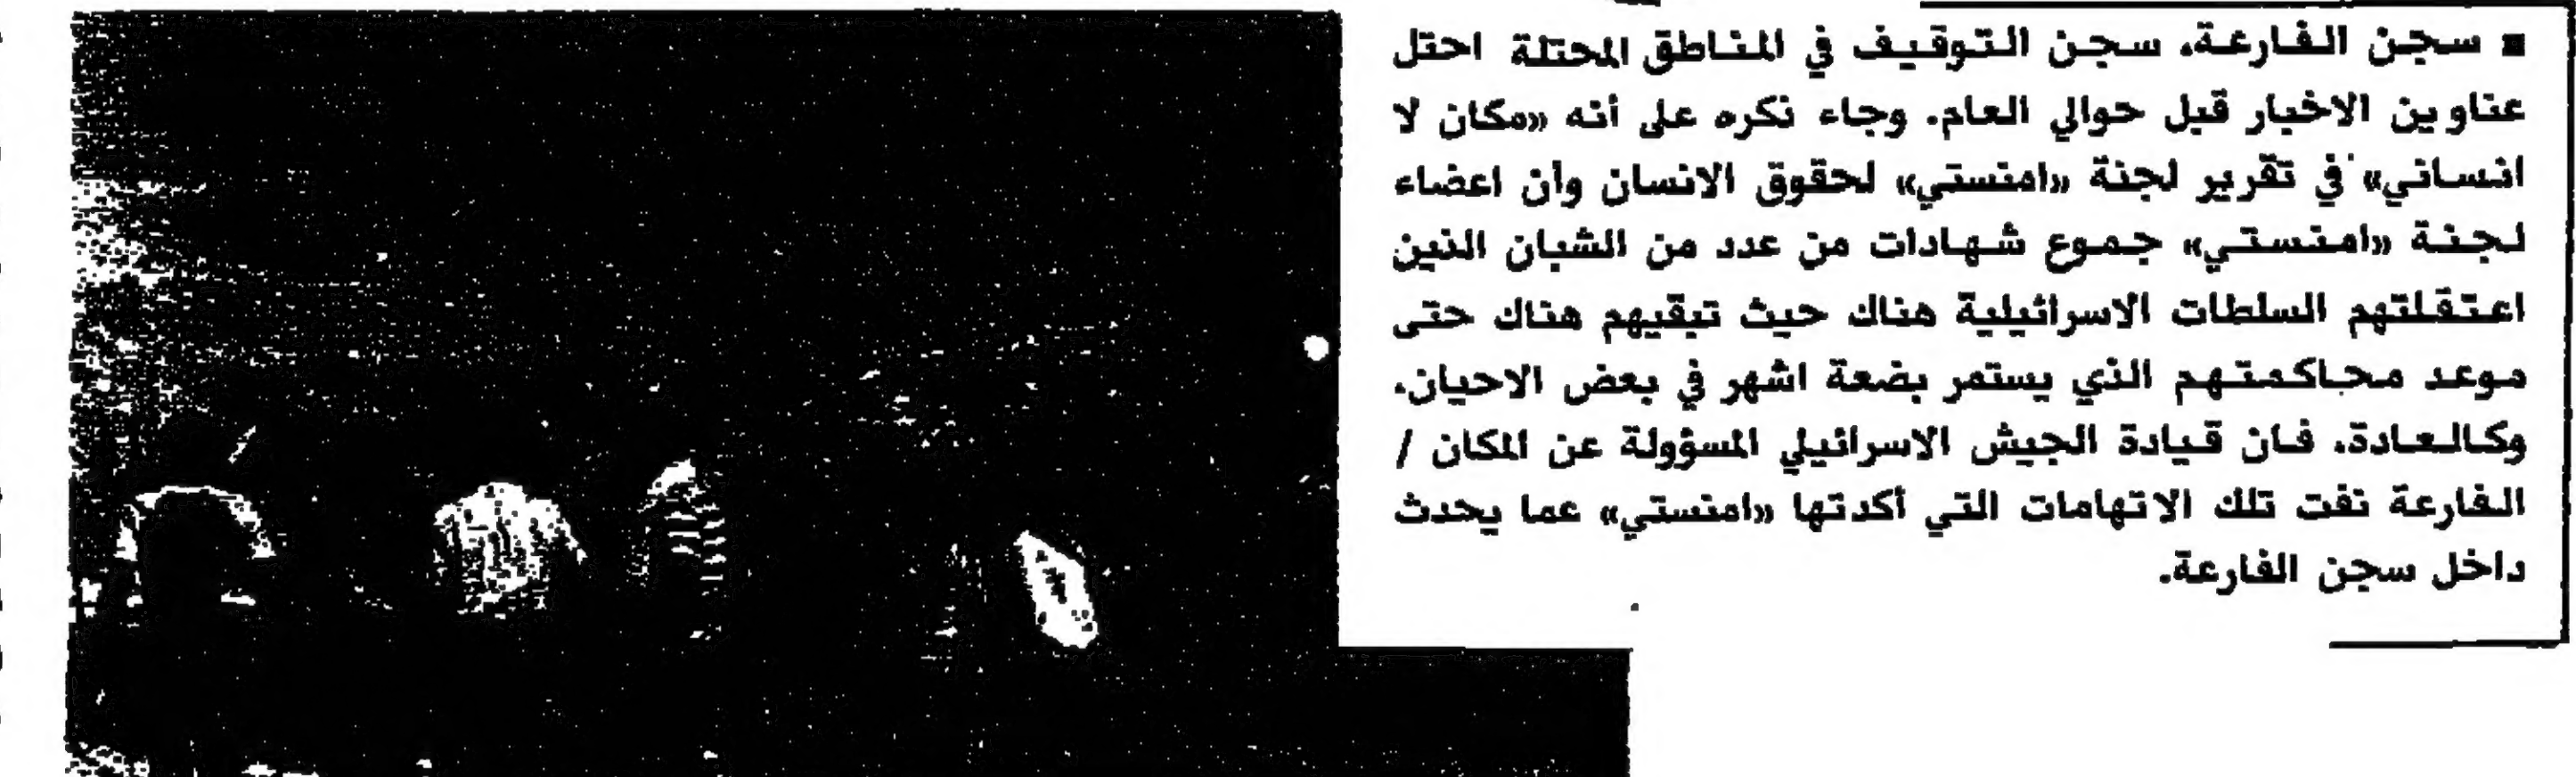 ■ سجن الفارعة، سجن التوقيف في المناطق المحتلة احتل
عناوين الاخبار قبل حوالي العام. وجاء ذكره على أنه «مكان لا
انساني» في تقرير لجنة «امنستي» لحقوق الانسان وأن اعضاء
لجنة «امنستي» جموع شهادات من عدد من الشبان الذين
اعتقلتهم السلطات الاسرائيلية هناك حيث تبقيهم هناك حتى
موعد محاكمتهم الذي يستمر بضعة اشهر في بعض الاحيان.
وكالعادة، فان قيادة الجيش الاسرائيلي المسؤولة عن المكان /
الفارعة نفت تلك الاتهامات التي أكدتها «امنستي» عما يحدث
داخل سجن الفارعة.